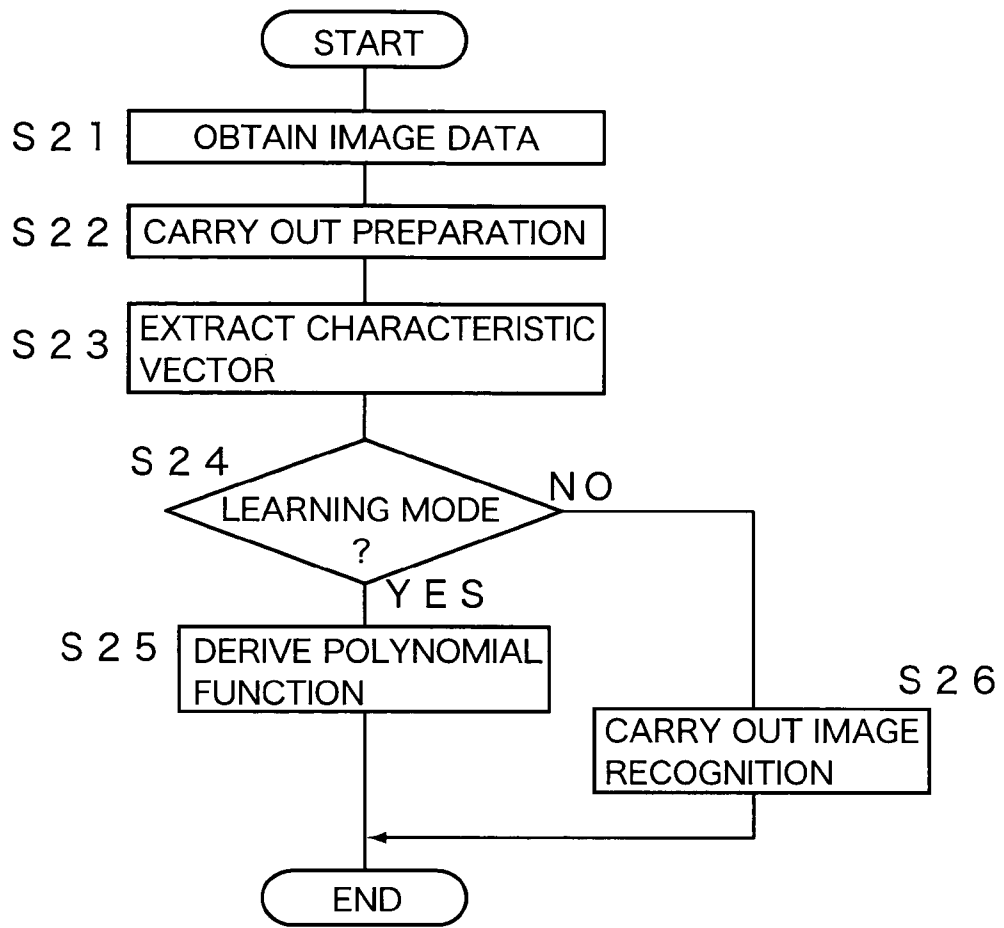 START
S21
OBTAIN IMAGE DATA
S22
CARRY OUT PREPARATION
S23
EXTRACT CHARACTERISTIC
VECTOR
S24
LEARNING MODE
?
NO
YES
S25
DERIVE POLYNOMIAL
FUNCTION
S26
CARRY OUT IMAGE
RECOGNITION
END